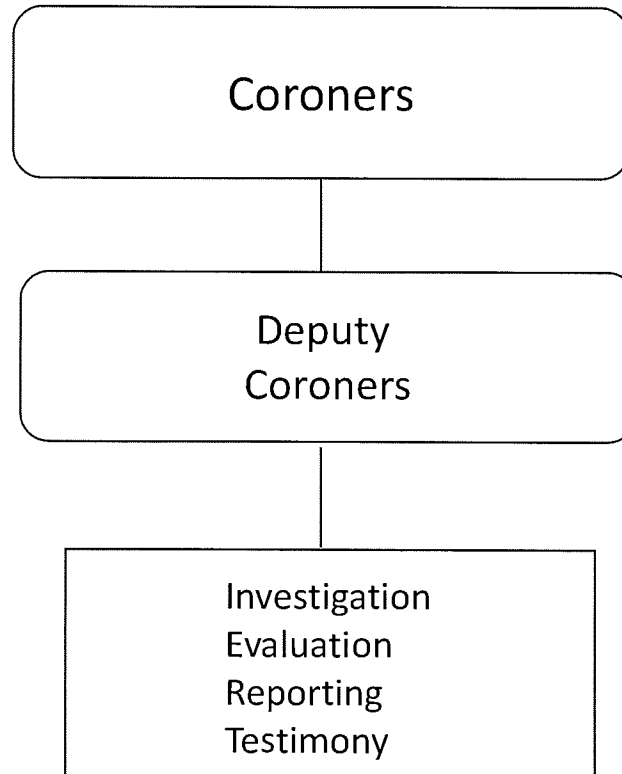 Coroners
Deputy
Coroners
Investigation
Evaluation
Reporting
Testimony